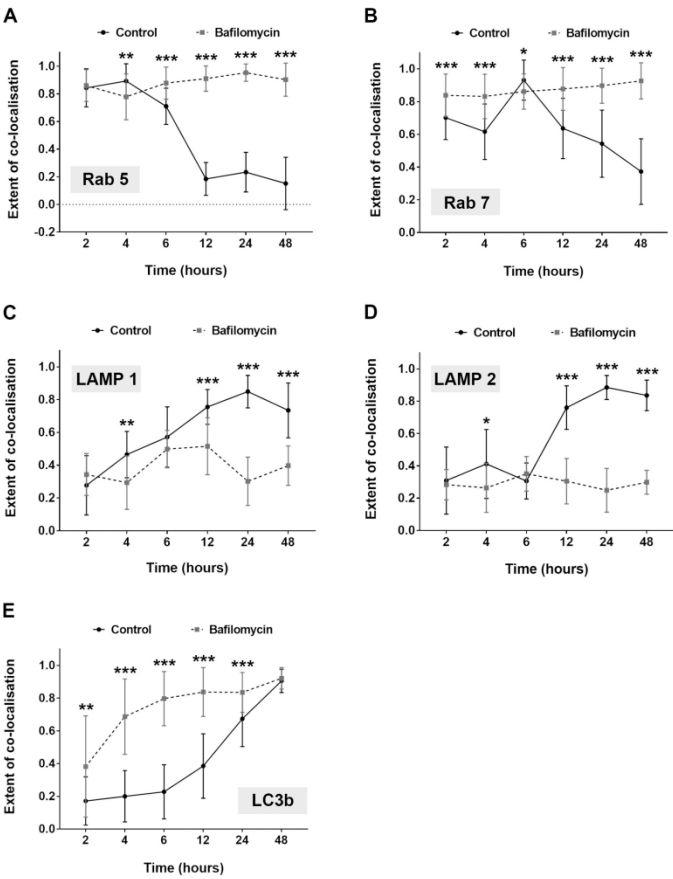 A
Control Bafilomycin
** *** *** *** ***
1.0
0.8
0.6
0.4
0.2
0.0
-0.2
Extent of co-localisation
Rab 5
2 4 6 12 24 48
Time (hours)
B
Control Bafilomycin
*** *** * *** *** ***
1.0
0.8
0.6
0.4
0.2
0.0
Extent of co-localisation
Rab 7
2 4 6 12 24 48
Time (hours)
C
Control Bafilomycin
** *** *** ***
1.0
0.8
0.6
0.4
0.2
0.0
Extent of co-localisation
LAMP 1
2 4 6 12 24 48
Time (hours)
D
Control Bafilomycin
* *** *** ***
1.0
0.8
0.6
0.4
0.2
0.0
Extent of co-localisation
LAMP 2
2 4 6 12 24 48
Time (hours)
E
Control Bafilomycin
** *** *** *** ***
1.0
0.8
0.6
0.4
0.2
0.0
Extent of co-localisation
LC3b
2 4 6 12 24 48
Time (hours)